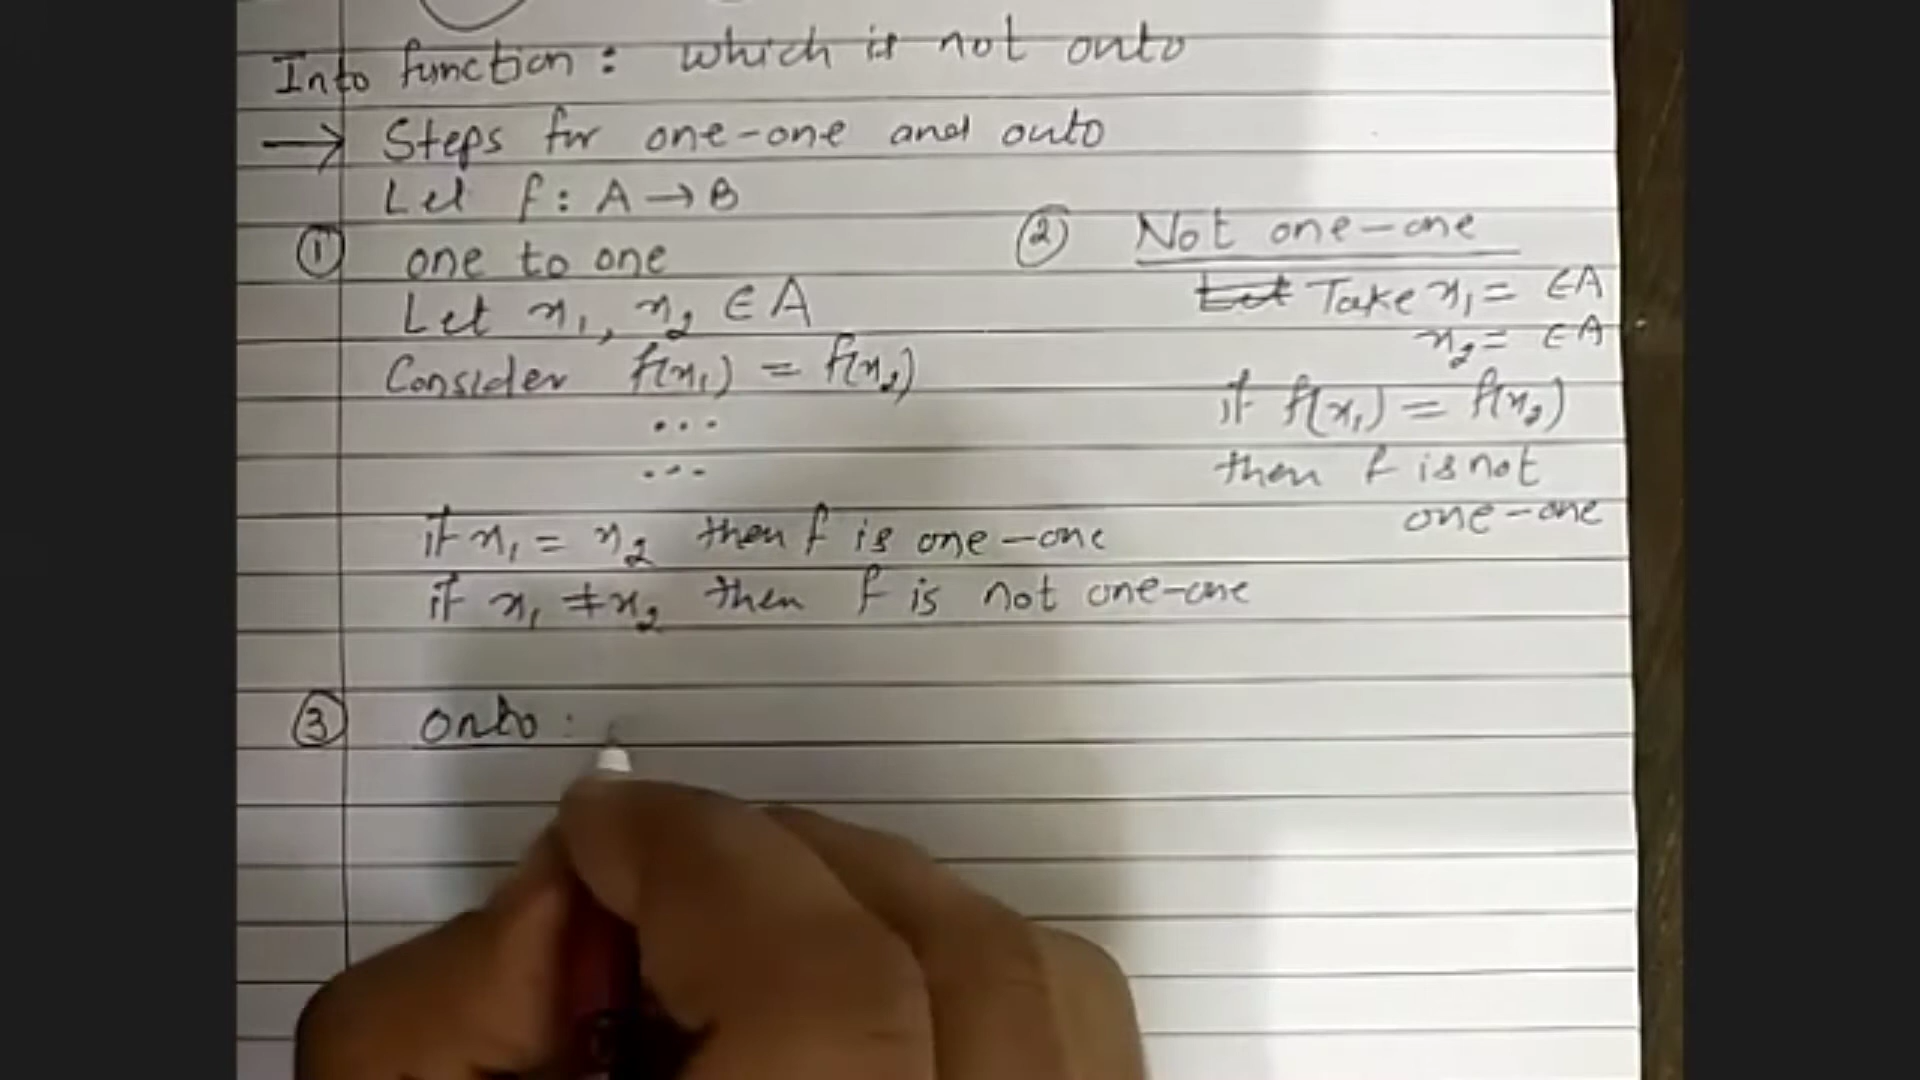 Into function : which is not onto
→ Steps for one-one and onto
Let f : A → B
① one to one
Let x₁, x₂ ∈ A
Consider f(x₁) = f(x₂)
...
...
if x₁ = x₂ then f is one-one
if x₁ ≠ x₂ then f is not one-one
② Not one-one
Take x₁ = ∈A
x₂ = ∈A
if f(x₁) = f(x₂)
then f is not
one-one
③ Onto :